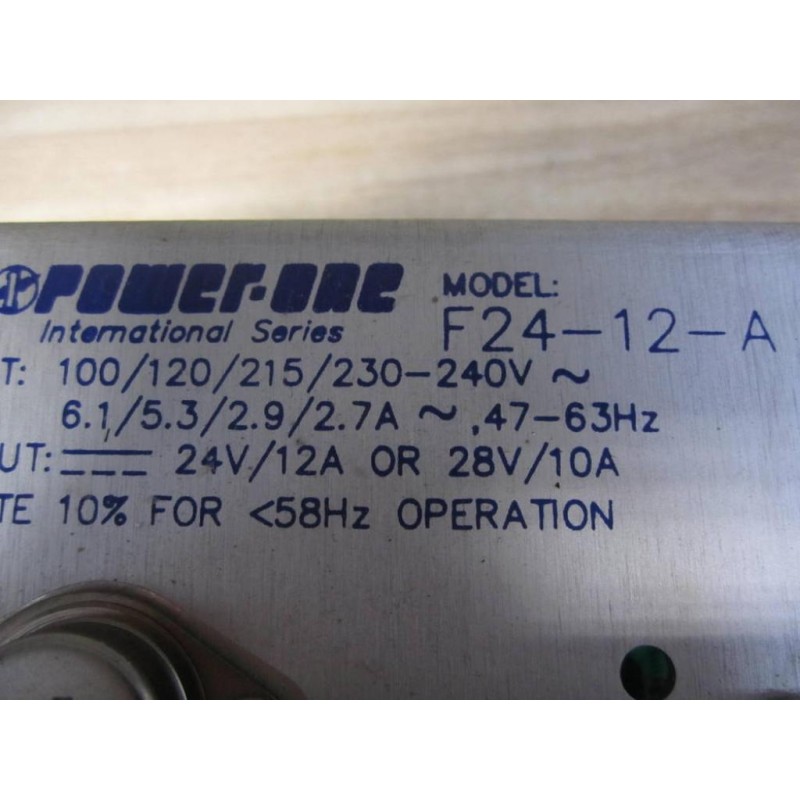 POWER-ONE MODEL:
International Series F24-12-A
T: 100/120/215/230-240V ~
6.1/5.3/2.9/2.7A ~, 47-63Hz
UT: ⎓ 24V/12A OR 28V/10A
TE 10% FOR <58Hz OPERATION